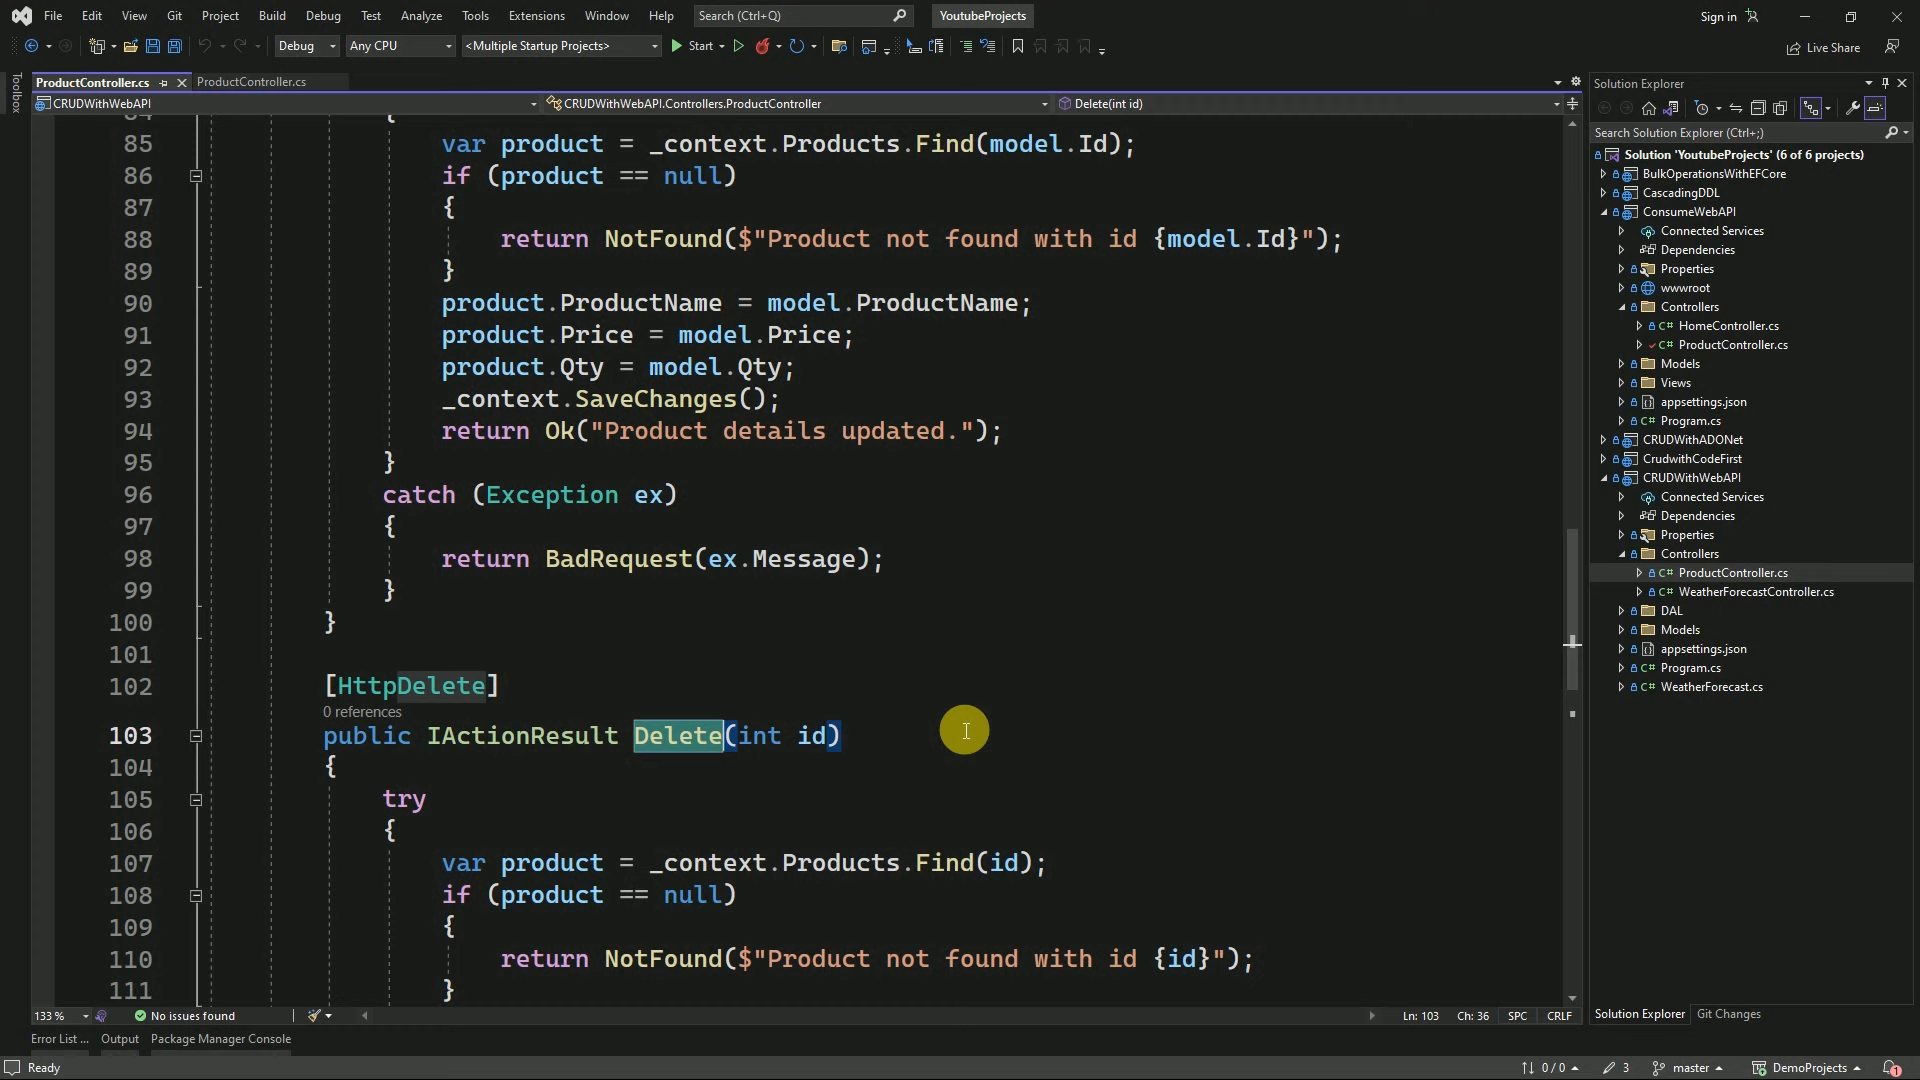 File Edit View Git Project Build Debug Test Analyze Tools Extensions Window Help Search (Ctrl+Q) YoutubeProjects Sign in
Debug Any CPU <Multiple Startup Projects> Start Live Share
Toolbox
ProductController.cs ProductController.cs
CRUDWithWebAPI CRUDWithWebAPI.Controllers.ProductController Delete(int id)
85 var product = _context.Products.Find(model.Id);
86 if (product == null)
87 {
88 return NotFound($"Product not found with id {model.Id}");
89 }
90 product.ProductName = model.ProductName;
91 product.Price = model.Price;
92 product.Qty = model.Qty;
93 _context.SaveChanges();
94 return Ok("Product details updated.");
95 }
96 catch (Exception ex)
97 {
98 return BadRequest(ex.Message);
99 }
100 }
101
102 [HttpDelete]
0 references
103 public IActionResult Delete(int id)
104 {
105 try
106 {
107 var product = _context.Products.Find(id);
108 if (product == null)
109 {
110 return NotFound($"Product not found with id {id}");
111 }
133 % No issues found Ln: 103 Ch: 36 SPC CRLF
Error List ... Output Package Manager Console
Solution Explorer
Search Solution Explorer (Ctrl+;)
Solution 'YoutubeProjects' (6 of 6 projects)
BulkOperationsWithEFCore
CascadingDDL
ConsumeWebAPI
Connected Services
Dependencies
Properties
wwwroot
Controllers
C# HomeController.cs
C# ProductController.cs
Models
Views
appsettings.json
C# Program.cs
CRUDWithADONet
CrudwithCodeFirst
CRUDWithWebAPI
Connected Services
Dependencies
Properties
Controllers
C# ProductController.cs
C# WeatherForecastController.cs
DAL
Models
appsettings.json
C# Program.cs
C# WeatherForecast.cs
Solution Explorer Git Changes
Ready 0 / 0 3 master DemoProjects 1